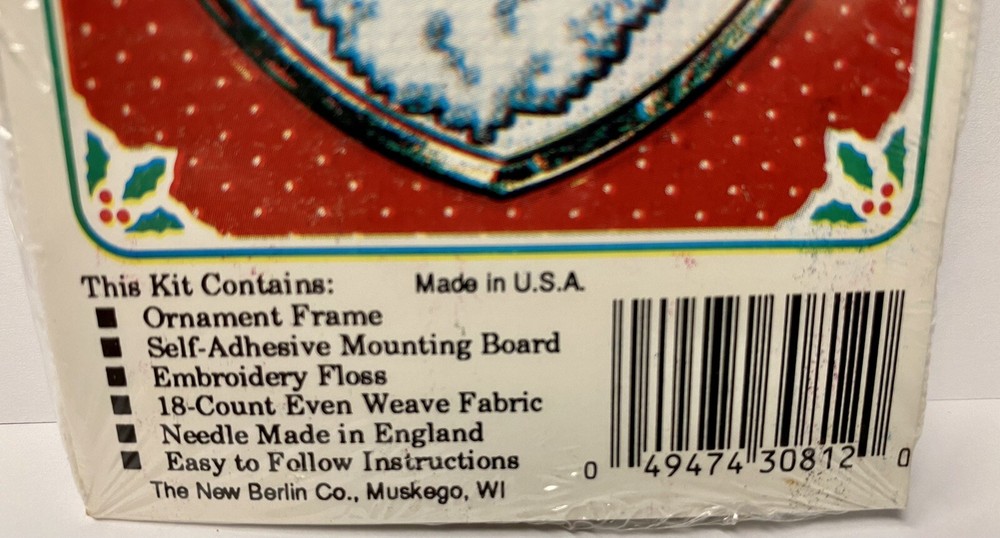 This Kit Contains: Made in U.S.A.
■ Ornament Frame
■ Self-Adhesive Mounting Board
■ Embroidery Floss
■ 18-Count Even Weave Fabric
■ Needle Made in England
■ Easy to Follow Instructions
The New Berlin Co., Muskego, WI
0 49474 30812 0